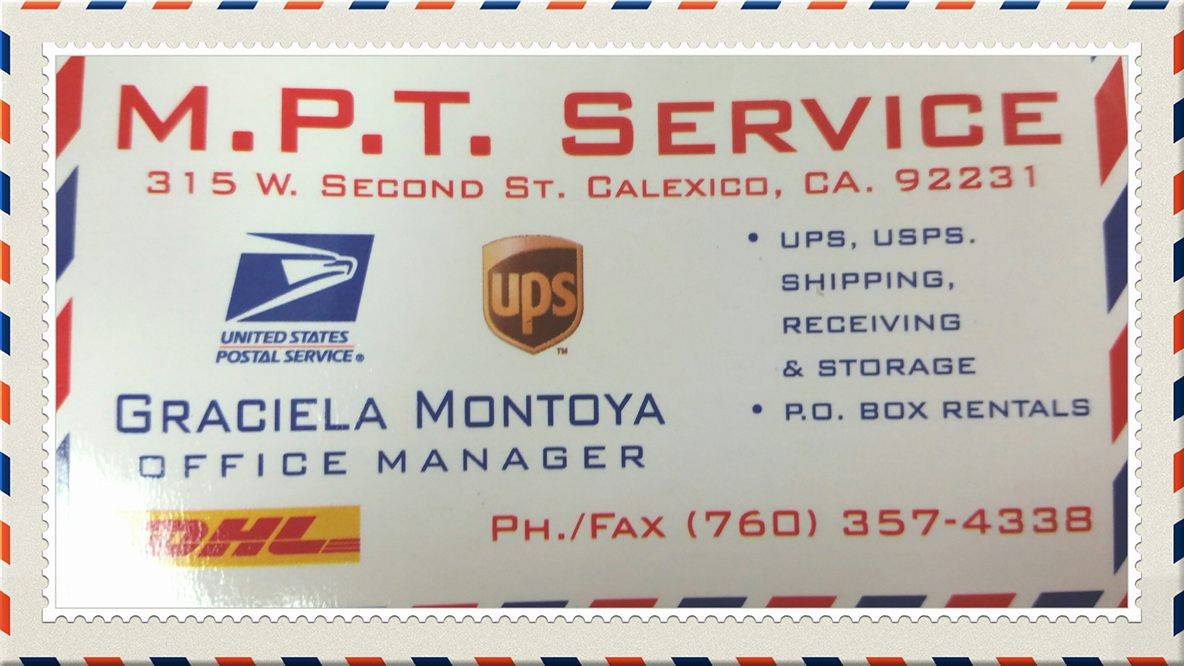 M.P.T. SERVICE
315 W. SECOND ST. CALEXICO, CA. 92231
UNITED STATES
POSTAL SERVICE®
ups
TM
• UPS, USPS.
SHIPPING,
RECEIVING
& STORAGE
• P.O. BOX RENTALS
GRACIELA MONTOYA
OFFICE MANAGER
DHL
PH./FAX (760) 357-4338